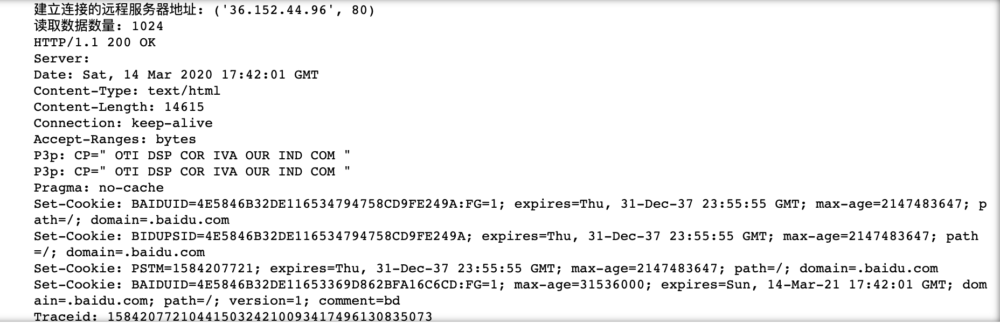 建立连接的远程服务器地址: ('36.152.44.96', 80)
读取数据数量: 1024
HTTP/1.1 200 OK
Server:
Date: Sat, 14 Mar 2020 17:42:01 GMT
Content-Type: text/html
Content-Length: 14615
Connection: keep-alive
Accept-Ranges: bytes
P3p: CP=" OTI DSP COR IVA OUR IND COM "
P3p: CP=" OTI DSP COR IVA OUR IND COM "
Pragma: no-cache
Set-Cookie: BAIDUID=4E5846B32DE116534794758CD9FE249A:FG=1; expires=Thu, 31-Dec-37 23:55:55 GMT; max-age=2147483647; p
ath=/; domain=.baidu.com
Set-Cookie: BIDUPSID=4E5846B32DE116534794758CD9FE249A; expires=Thu, 31-Dec-37 23:55:55 GMT; max-age=2147483647; path
=/; domain=.baidu.com
Set-Cookie: PSTM=1584207721; expires=Thu, 31-Dec-37 23:55:55 GMT; max-age=2147483647; path=/; domain=.baidu.com
Set-Cookie: BAIDUID=4E5846B32DE11653369D862BFA16C6CD:FG=1; max-age=31536000; expires=Sun, 14-Mar-21 17:42:01 GMT; dom
ain=.baidu.com; path=/; version=1; comment=bd
Traceid: 1584207721044150324210093417496130835073